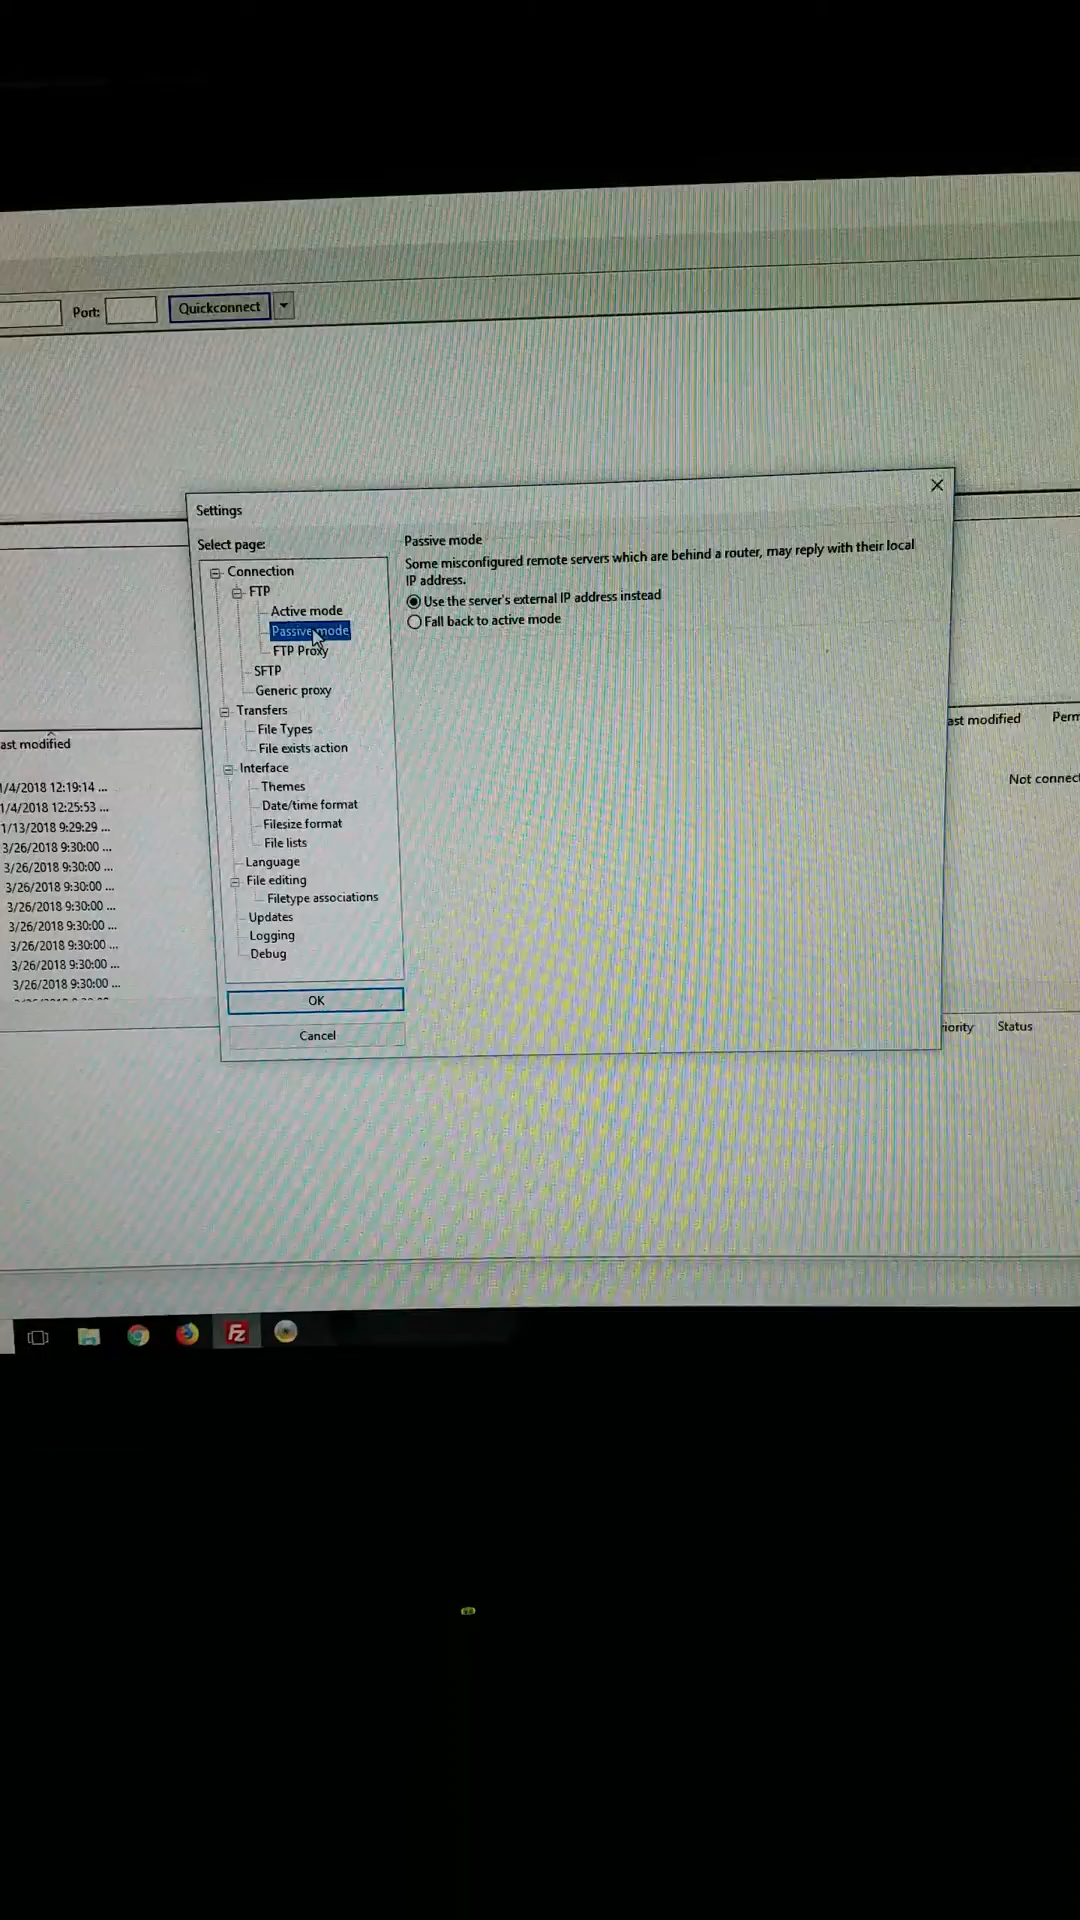 Port:
Quickconnect
Settings
Select page:
Connection
FTP
Active mode
Passive mode
FTP Proxy
SFTP
Generic proxy
Transfers
File Types
File exists action
Interface
Themes
Date/time format
Filesize format
File lists
Language
File editing
Filetype associations
Updates
Logging
Debug
OK
Cancel
Passive mode
Some misconfigured remote servers which are behind a router, may reply with their local
IP address.
Use the server's external IP address instead
Fall back to active mode
ast modified
1/4/2018 12:19:14 ...
1/4/2018 12:25:53 ...
1/13/2018 9:29:29 ...
3/26/2018 9:30:00 ...
3/26/2018 9:30:00 ...
3/26/2018 9:30:00 ...
3/26/2018 9:30:00 ...
3/26/2018 9:30:00 ...
3/26/2018 9:30:00 ...
3/26/2018 9:30:00 ...
3/26/2018 9:30:00 ...
ast modified
Perm
Not connect
iority
Status
Fz